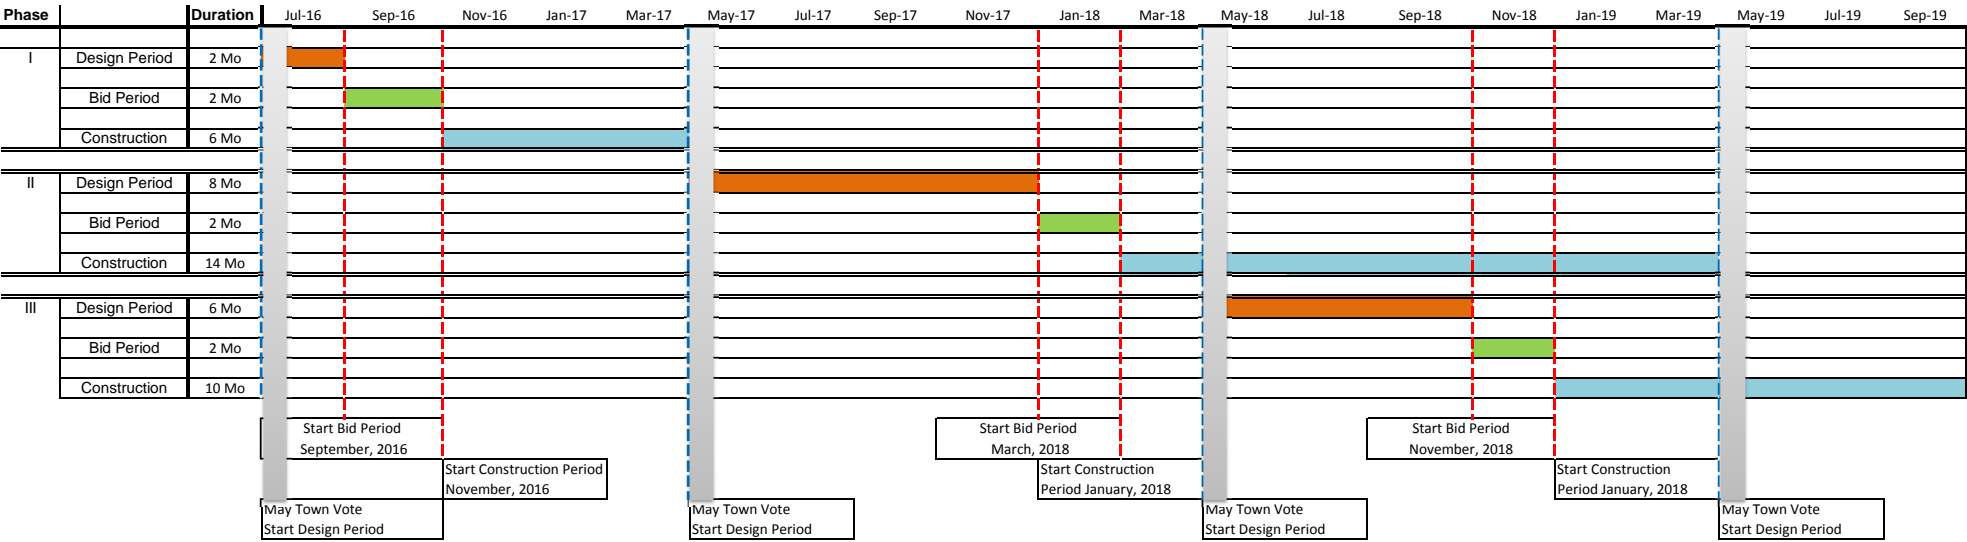 Phase Duration Jul-16 Sep-16 Nov-16 Jan-17 Mar-17 May-17 Jul-17 Sep-17 Nov-17 Jan-18 Mar-18 May-18 Jul-18 Sep-18 Nov-18 Jan-19 Mar-19 May-19 Jul-19 Sep-19
I Design Period 2 Mo
Bid Period 2 Mo
Construction 6 Mo
II Design Period 8 Mo
Bid Period 2 Mo
Construction 14 Mo
III Design Period 6 Mo
Bid Period 2 Mo
Construction 10 Mo
Start Bid Period
September, 2016
Start Bid Period
March, 2018
Start Bid Period
November, 2018
Start Construction Period
November, 2016
Start Construction
Period January, 2018
Start Construction
Period January, 2018
May Town Vote
Start Design Period
May Town Vote
Start Design Period
May Town Vote
Start Design Period
May Town Vote
Start Design Period